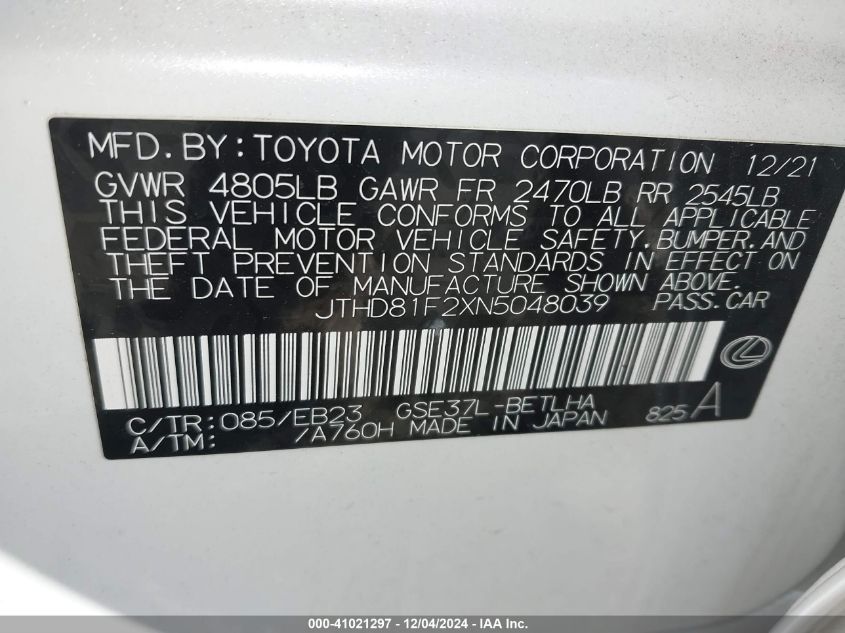 MFD. BY: TOYOTA MOTOR CORPORATION 12/21
GVWR 4805LB GAWR FR 2470LB RR 2545LB
THIS VEHICLE CONFORMS TO ALL APPLICABLE
FEDERAL MOTOR VEHICLE SAFETY, BUMPER, AND
THEFT PREVENTION STANDARDS IN EFFECT ON
THE DATE OF MANUFACTURE SHOWN ABOVE.
JTHD81F2XN5048039 PASS. CAR
C/TR: 085/EB23 GSE37L-BETLHA 825 A
A/TM: /A760H MADE IN JAPAN
000-41021297 - 12/04/2024 - IAA Inc.